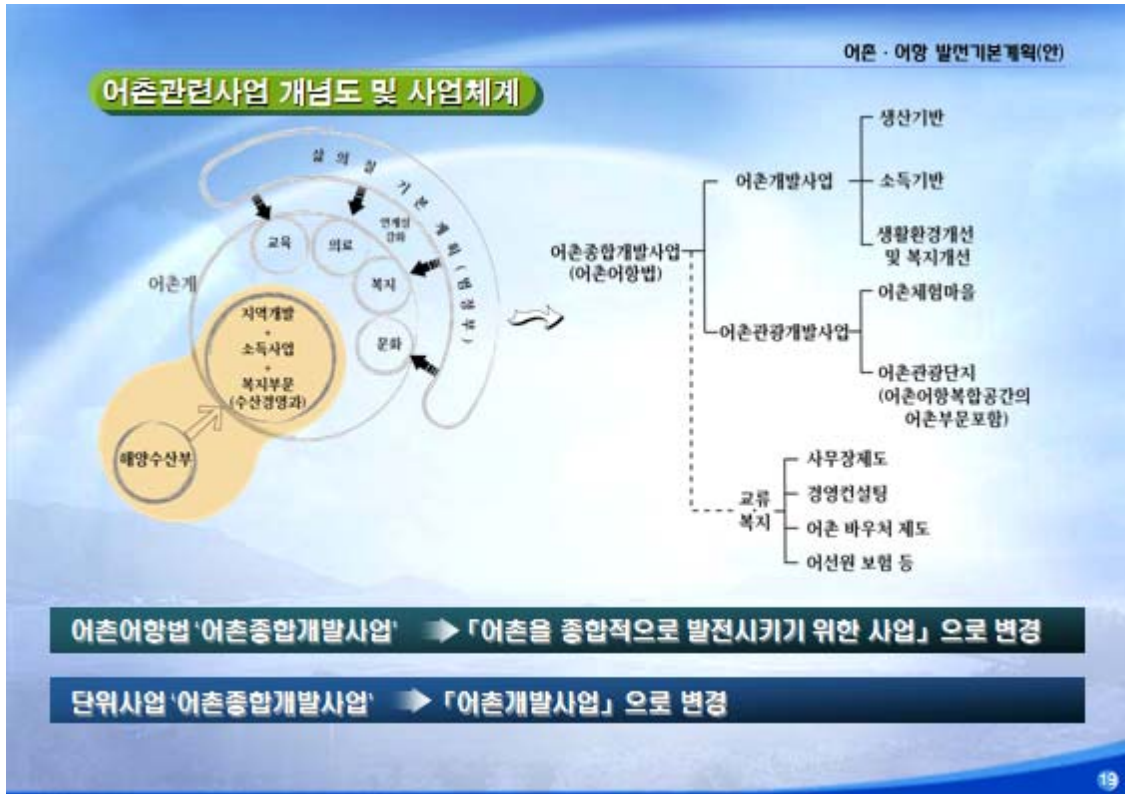 어촌 · 어항 발전기본계획(안)
어촌관련사업 개념도 및 사업체계
삶의질 기본계획(범정부)
연계성
강화
교육
의료
복지
문화
어촌계
지역개발
+
소득사업
+
복지부문
(수산경영과)
해양수산부
어촌종합개발사업
(어촌어항법)
어촌개발사업
생산기반
소득기반
생활환경개선
및 복지개선
어촌관광개발사업
어촌체험마을
어촌관광단지
(어촌어항복합공간의
어촌부문포함)
교류
복지
사무장제도
경영컨설팅
어촌 바우처 제도
어선원 보험 등
어촌어항법 '어촌종합개발사업' 「어촌을 종합적으로 발전시키기 위한 사업」 으로 변경
단위사업 '어촌종합개발사업' 「어촌개발사업」 으로 변경
19